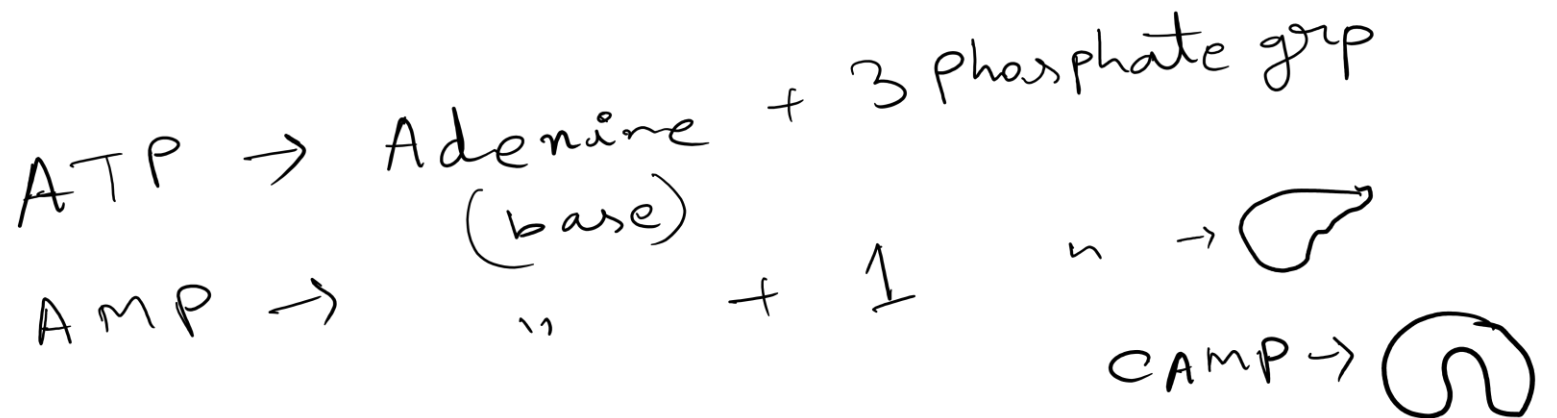 ATP → Adenine + 3 phosphate grp
(base)
AMP → " + 1 " →
CAMP →